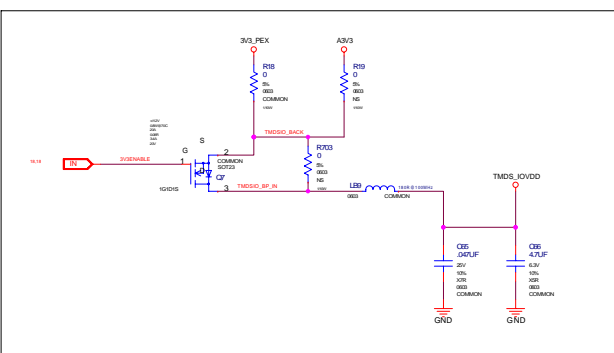 3V3_PEX
A3V3
R18
0
5%
0603
COMMON
R19
0
5%
0603
NS
TMDSIO_BACK
S
G
2
COMMON
SOT23
R703
0
5%
0603
NS
IN
3V3ENABLE
1
Q7
1G1D1S
3
TMDSIO_BP_IN
LB9
0603
COMMON
TMDS_IOVDD
C65
.047UF
25V
10%
X7R
0603
COMMON
C66
4.7UF
6.3V
10%
X5R
0603
COMMON
GND
GND